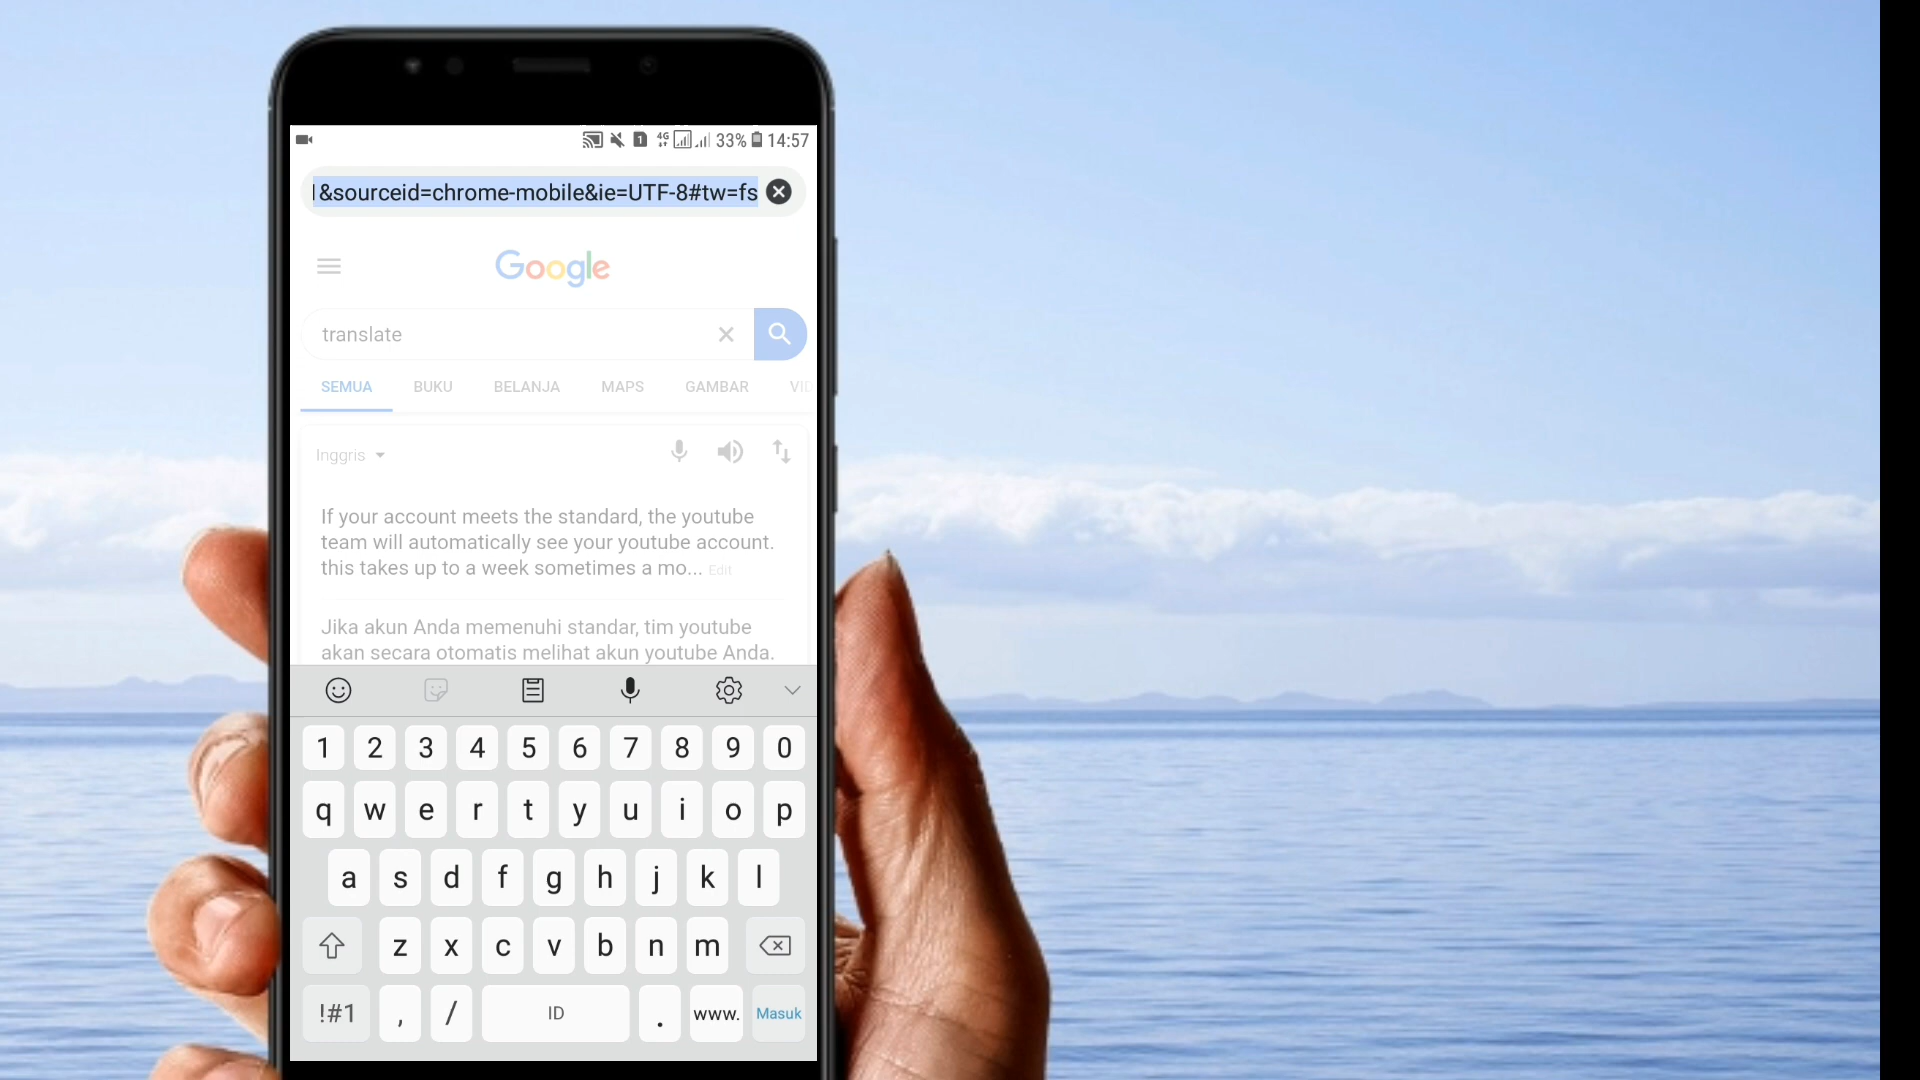 1 4G 33% 14:57
&sourceid=chrome-mobile&ie=UTF-8#tw=fs
Google
translate
SEMUA BUKU BELANJA MAPS GAMBAR VID
Inggris
If your account meets the standard, the youtube
team will automatically see your youtube account.
this takes up to a week sometimes a mo... Edit
Jika akun Anda memenuhi standar, tim youtube
akan secara otomatis melihat akun youtube Anda.
1 2 3 4 5 6 7 8 9 0
q w e r t y u i o p
a s d f g h j k l
z x c v b n m
!#1 , / ID . www. Masuk